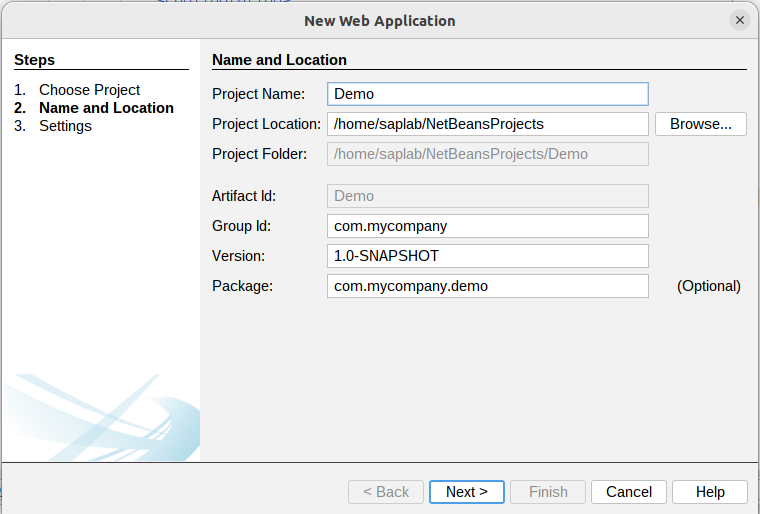 New Web Application
Steps
1. Choose Project
2. Name and Location
3. Settings
Name and Location
Project Name: Demo
Project Location: /home/saplab/NetBeansProjects Browse...
Project Folder: /home/saplab/NetBeansProjects/Demo
Artifact Id: Demo
Group Id: com.mycompany
Version: 1.0-SNAPSHOT
Package: com.mycompany.demo (Optional)
< Back Next > Finish Cancel Help